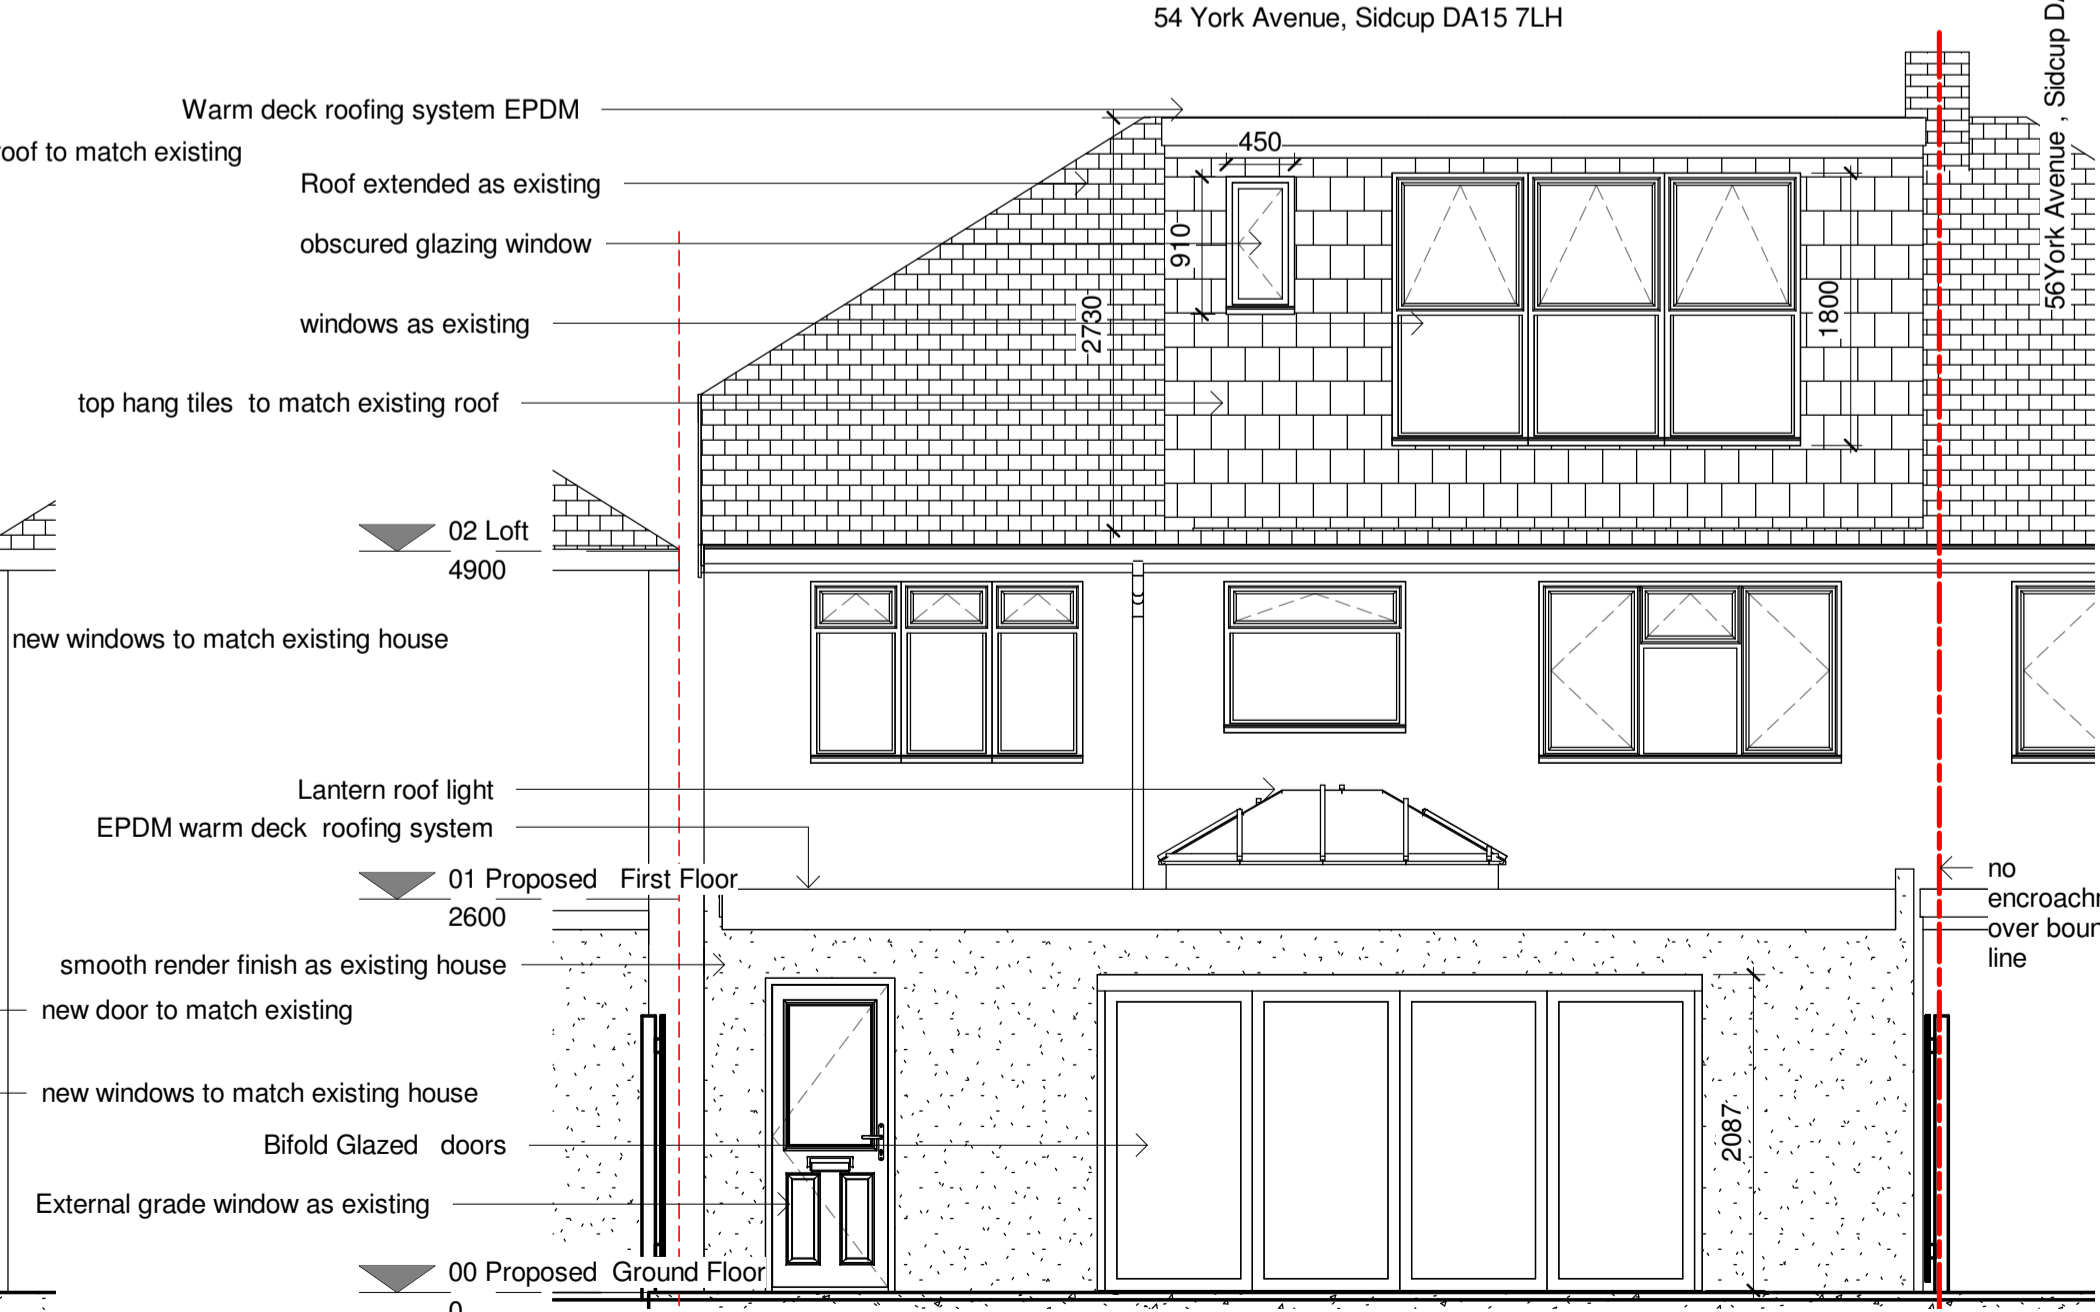 54 York Avenue, Sidcup DA15 7LH
56York Avenue , Sidcup
Warm deck roofing system EPDM
roof to match existing
450
Roof extended as existing
obscured glazing window
910
windows as existing
2730
1800
top hang tiles to match existing roof
02 Loft
4900
new windows to match existing house
Lantern roof light
EPDM warm deck roofing system
01 Proposed First Floor
2600
no
over
line
smooth render finish as existing house
new door to match existing
new windows to match existing house
2087
Bifold Glazed doors
External grade window as existing
00 Proposed Ground Floor
0